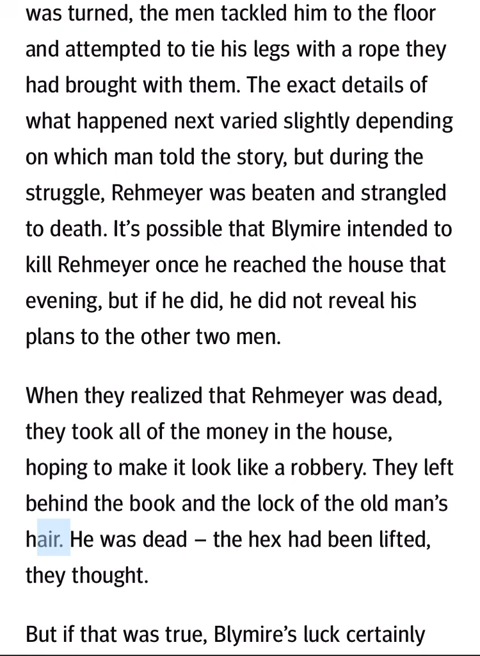 was turned, the men tackled him to the floor
and attempted to tie his legs with a rope they
had brought with them. The exact details of
what happened next varied slightly depending
on which man told the story, but during the
struggle, Rehmeyer was beaten and strangled
to death. It’s possible that Blymire intended to
kill Rehmeyer once he reached the house that
evening, but if he did, he did not reveal his
plans to the other two men.
When they realized that Rehmeyer was dead,
they took all of the money in the house,
hoping to make it look like a robbery. They left
behind the book and the lock of the old man’s
hair. He was dead – the hex had been lifted,
they thought.
But if that was true, Blymire’s luck certainly